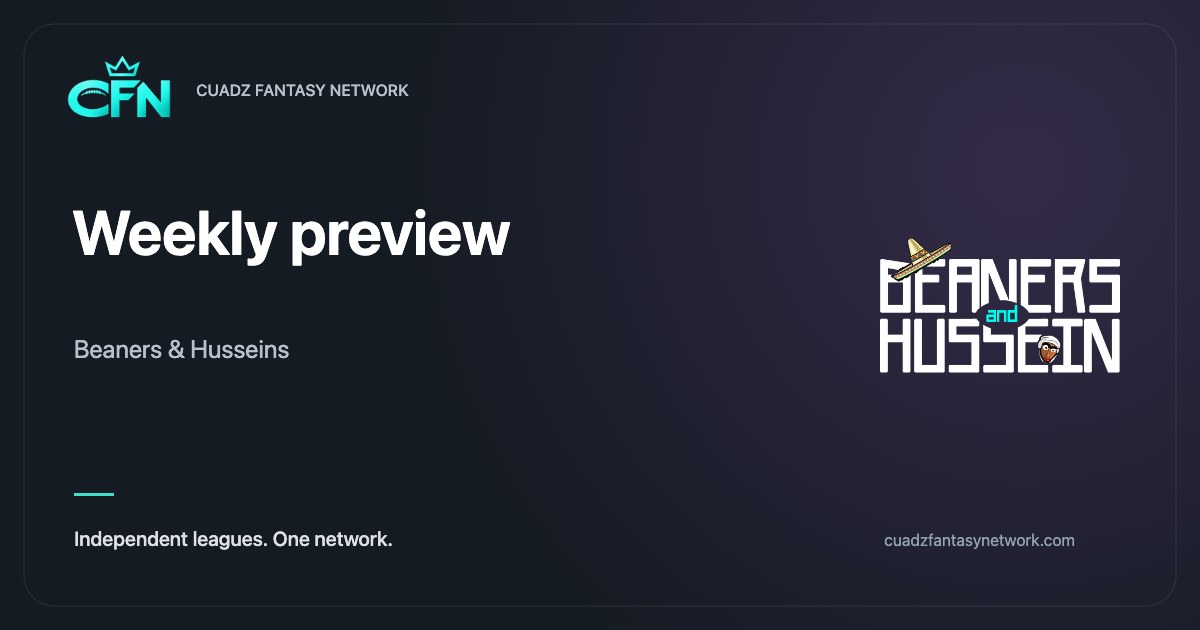 CFN
CUADZ FANTASY NETWORK
Weekly preview
Beaners & Husseins
BEANERS
and
HUSSEIN
Independent leagues. One network.
cuadzfantasynetwork.com